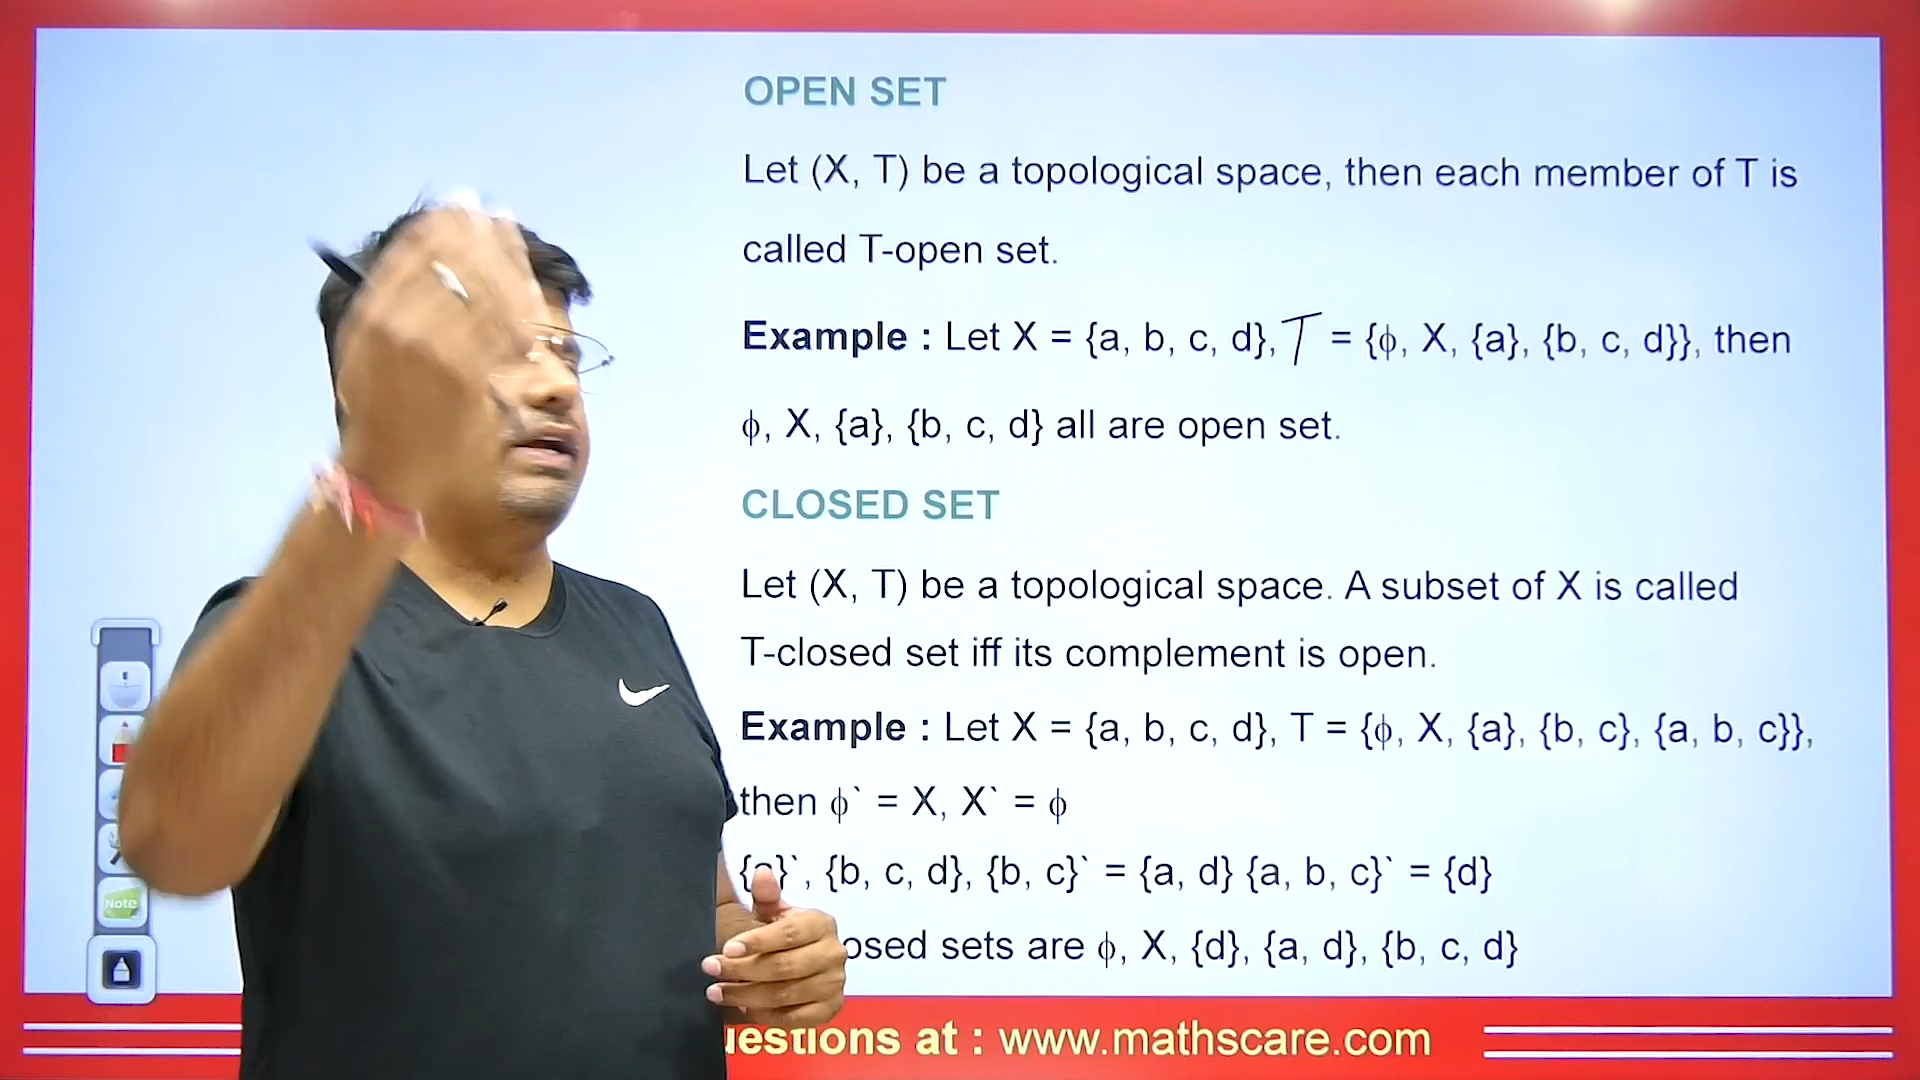 OPEN SET
Let (X, T) be a topological space, then each member of T is
called T-open set.
Example : Let X = {a, b, c, d}, T = {ϕ, X, {a}, {b, c, d}}, then
ϕ, X, {a}, {b, c, d} all are open set.
CLOSED SET
Let (X, T) be a topological space. A subset of X is called
T-closed set iff its complement is open.
Example : Let X = {a, b, c, d}, T = {ϕ, X, {a}, {b, c}, {a, b, c}},
then ϕ` = X, X` = ϕ
{a}`, {b, c, d}, {b, c}` = {a, d} {a, b, c}` = {d}
sets are ϕ, X, {d}, {a, d}, {b, c, d}
Note
at : www.mathscare.com